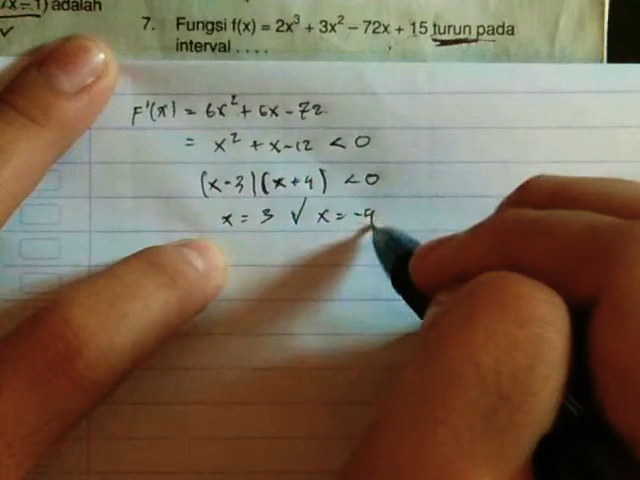 /x = 1) adalah
7. Fungsi f(x) = 2x³ + 3x² – 72x + 15 turun pada
interval . . . .
F'(x) = 6x² + 6x - 72
= x² + x - 12 < 0
(x - 3)(x + 4) < 0
x = 3 ✓ x = -4